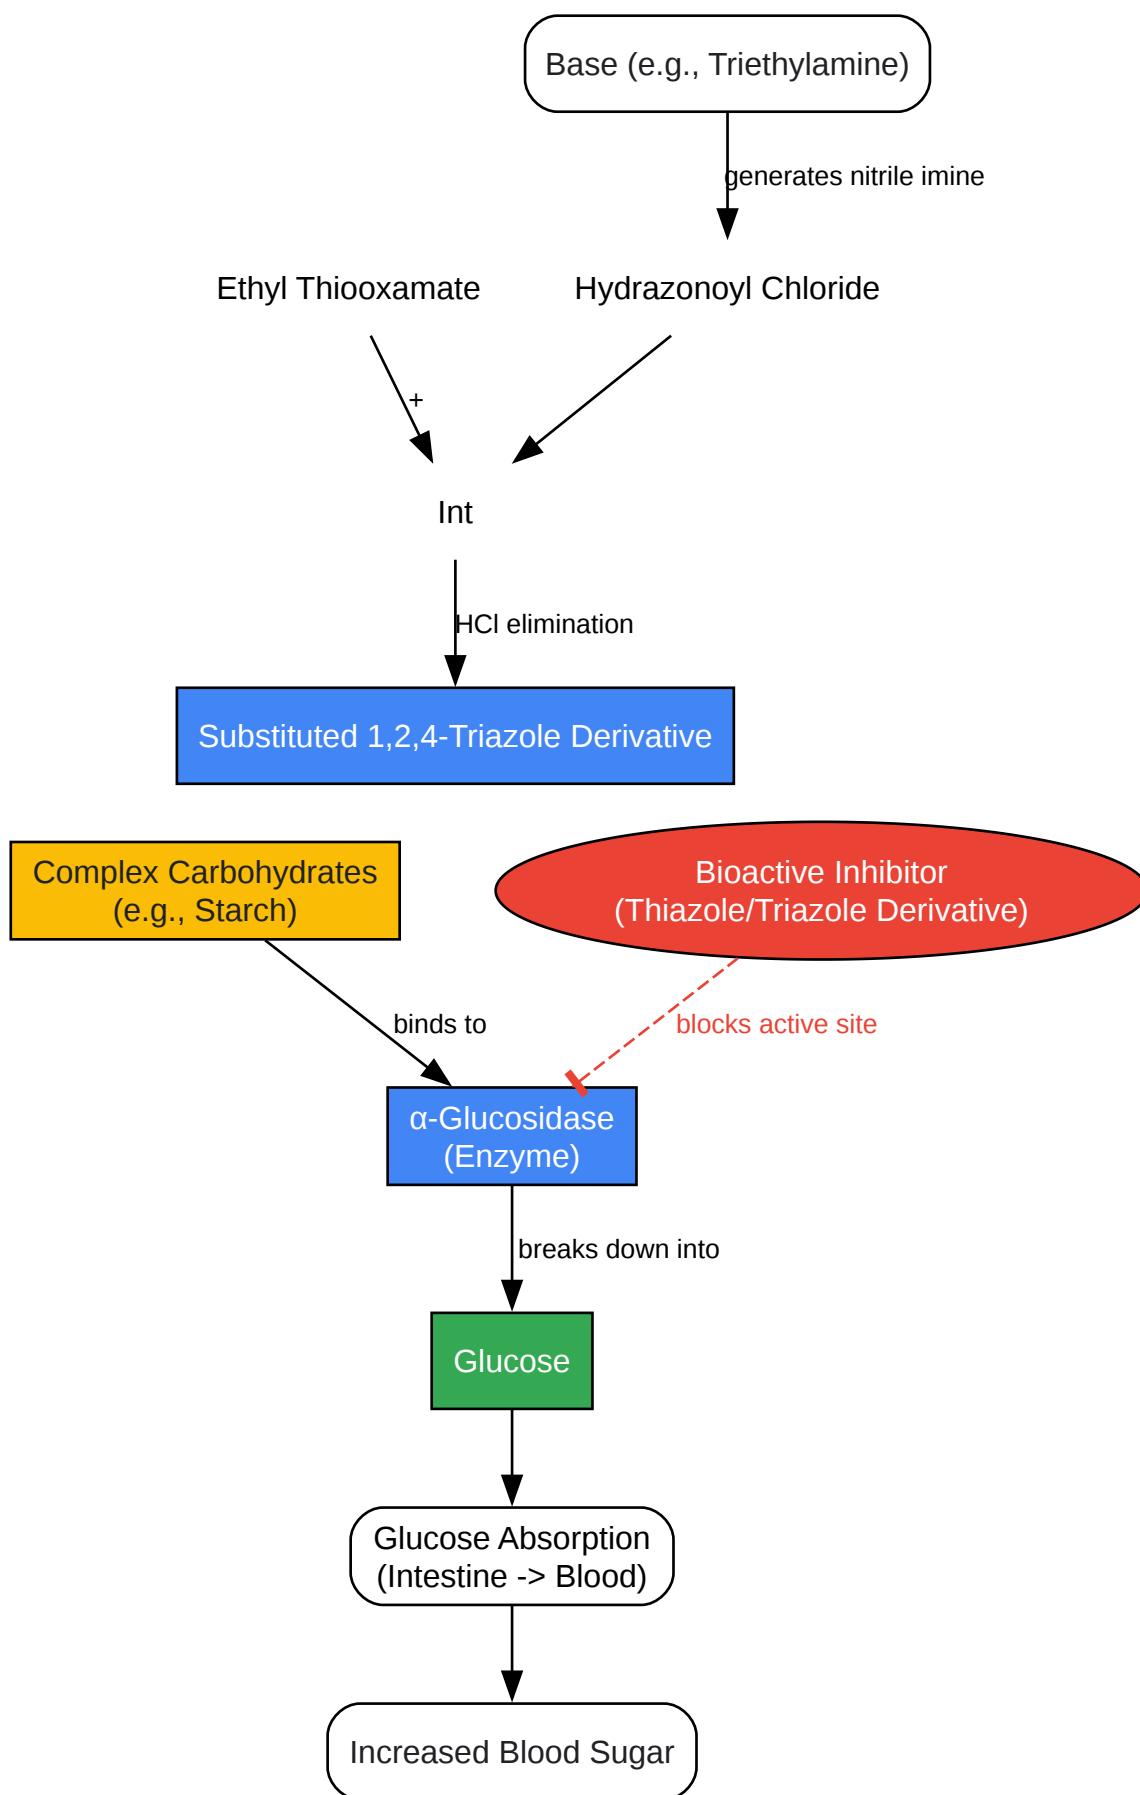 Base (e.g., Triethylamine)
generates nitrile imine
Ethyl Thiooxamate
Hydrazonoyl Chloride
+
Int
HCl elimination
Substituted 1,2,4-Triazole Derivative
Complex Carbohydrates
(e.g., Starch)
Bioactive Inhibitor
(Thiazole/Triazole Derivative)
binds to
blocks active site
α-Glucosidase
(Enzyme)
breaks down into
Glucose
Glucose Absorption
(Intestine -> Blood)
Increased Blood Sugar